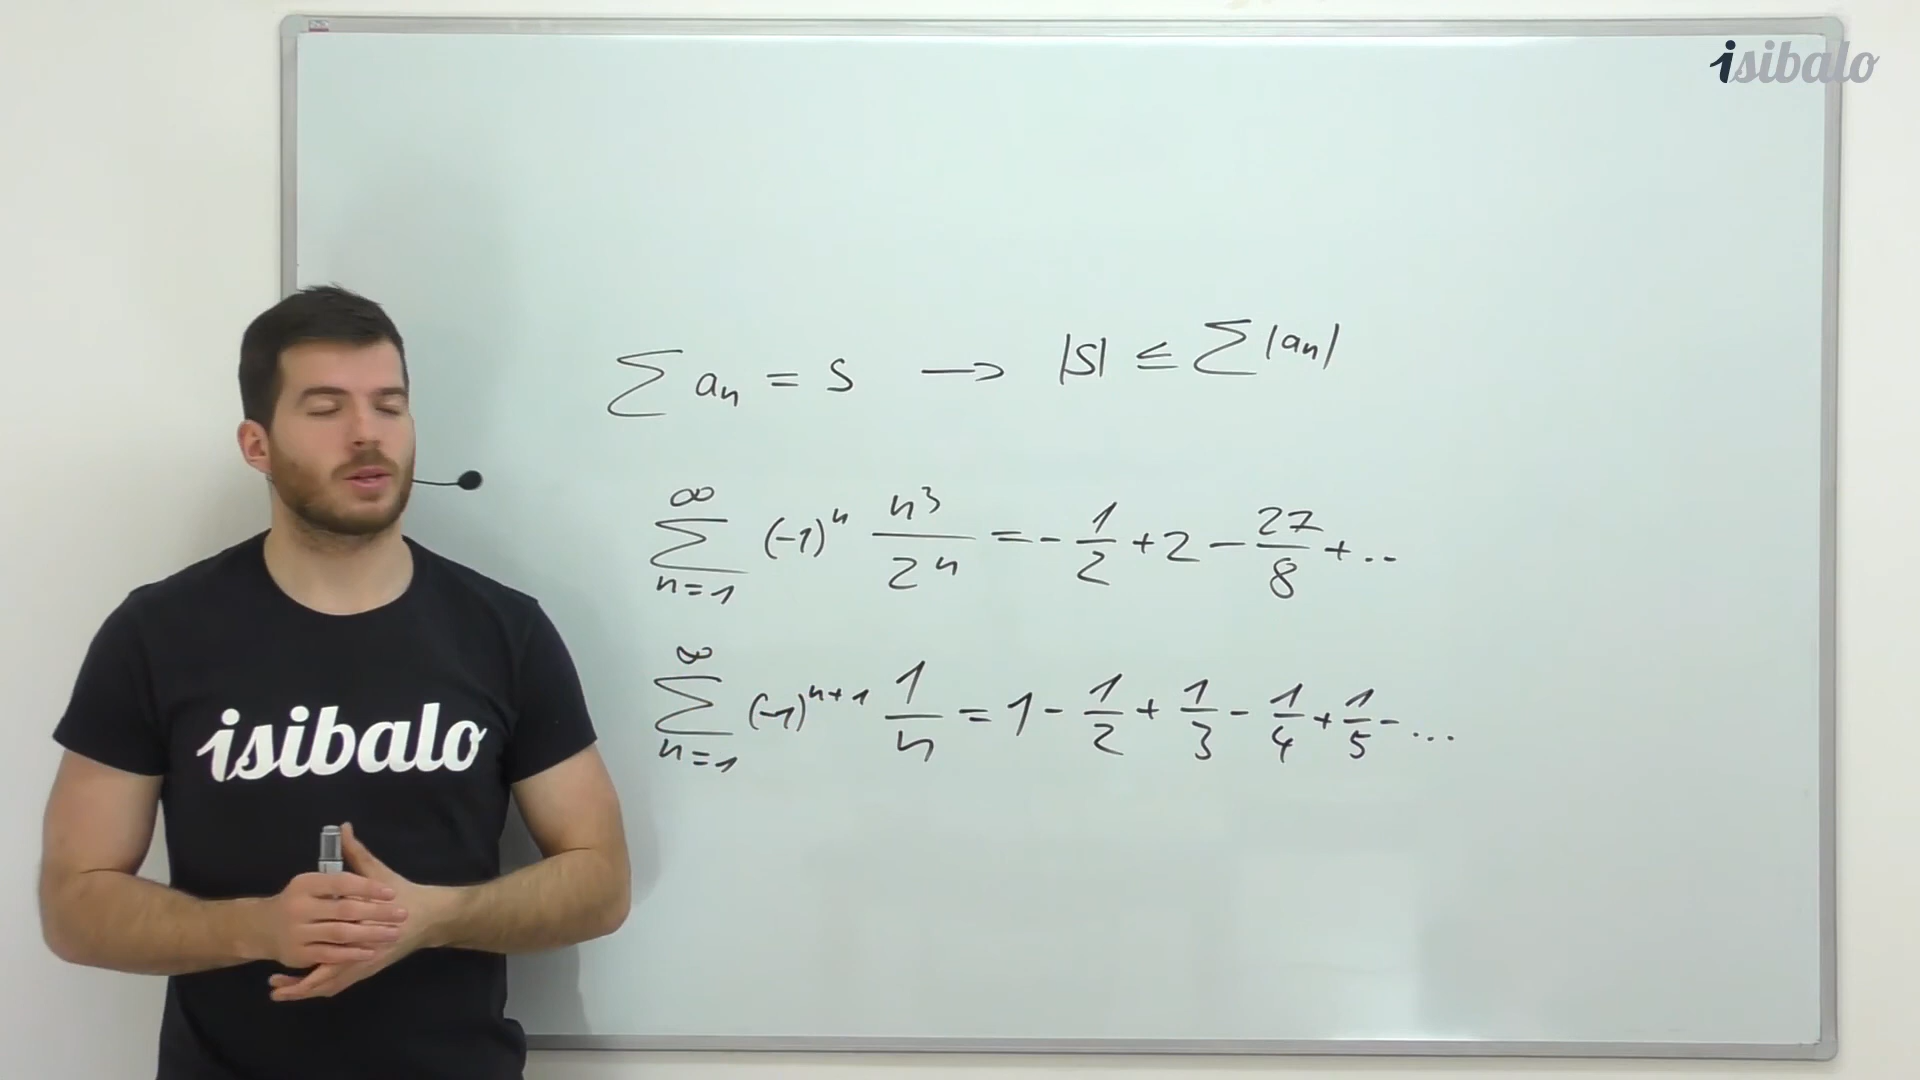 isibalo
∑ aₙ = S → |S| ≤ ∑ |aₙ|
∞
∑ (-1)ⁿ n³/2ⁿ = - 1/2 + 2 - 27/8 + ..
n=1
∞
∑ (-1)ⁿ⁺¹ 1/n = 1 - 1/2 + 1/3 - 1/4 + 1/5 - ...
n=1
isibalo